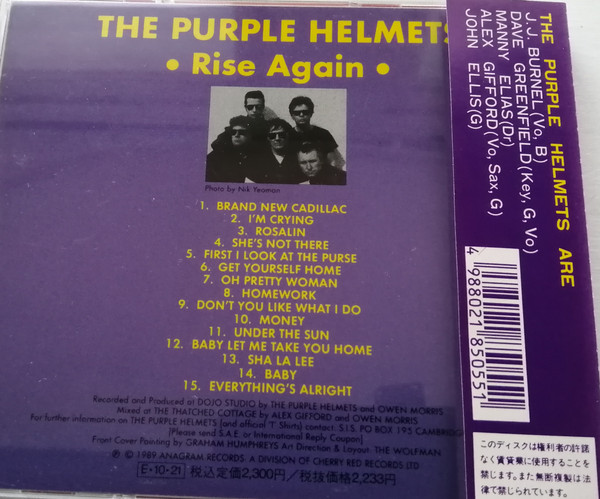 THE PURPLE HELMETS
• Rise Again •
Photo by Nik Yeoman
1. BRAND NEW CADILLAC
2. I'M CRYING
3. ROSALIN
4. SHE'S NOT THERE
5. FIRST I LOOK AT THE PURSE
6. GET YOURSELF HOME
7. OH PRETTY WOMAN
8. HOMEWORK
9. DON'T YOU LIKE WHAT I DO
10. MONEY
11. UNDER THE SUN
12. BABY LET ME TAKE YOU HOME
13. SHA LA LEE
14. BABY
15. EVERYTHING'S ALRIGHT
Recorded and Produced at DOJO STUDIO by THE PURPLE HELMETS and OWEN MORRIS
Mixed at THE THATCHED COTTAGE by ALEX GIFFORD and OWEN MORRIS
For further information on THE PURPLE HELMETS (and official 'T' Shirts) contact. S.I.S. PO BOX 195 CAMBRIDG
(Please send S.A.E. or International Reply Coupon)
Front Cover Painting by GRAHAM HUMPHREYS Art Direction & Layout: THE WOLFMAN
℗ © 1989 ANAGRAM RECORDS. A DIVISION OF CHERRY RED RECORDS LTD
E・10・21 税込定価2,300円／税抜価格2,233円
THE PURPLE HELMETS ARE
J.J. BURNEL(Vo, B)
DAVE GREENFIELD(Key, G, Vo)
MANNY ELIAS(Dr)
ALEX GIFFORD(Vo, Sax, G)
JOHN ELLIS(G)
4 988021 850551
このディスクは権利者の許諾
なく賃貸業に使用することを
禁じます。また無断複製は法
律で禁じられています。